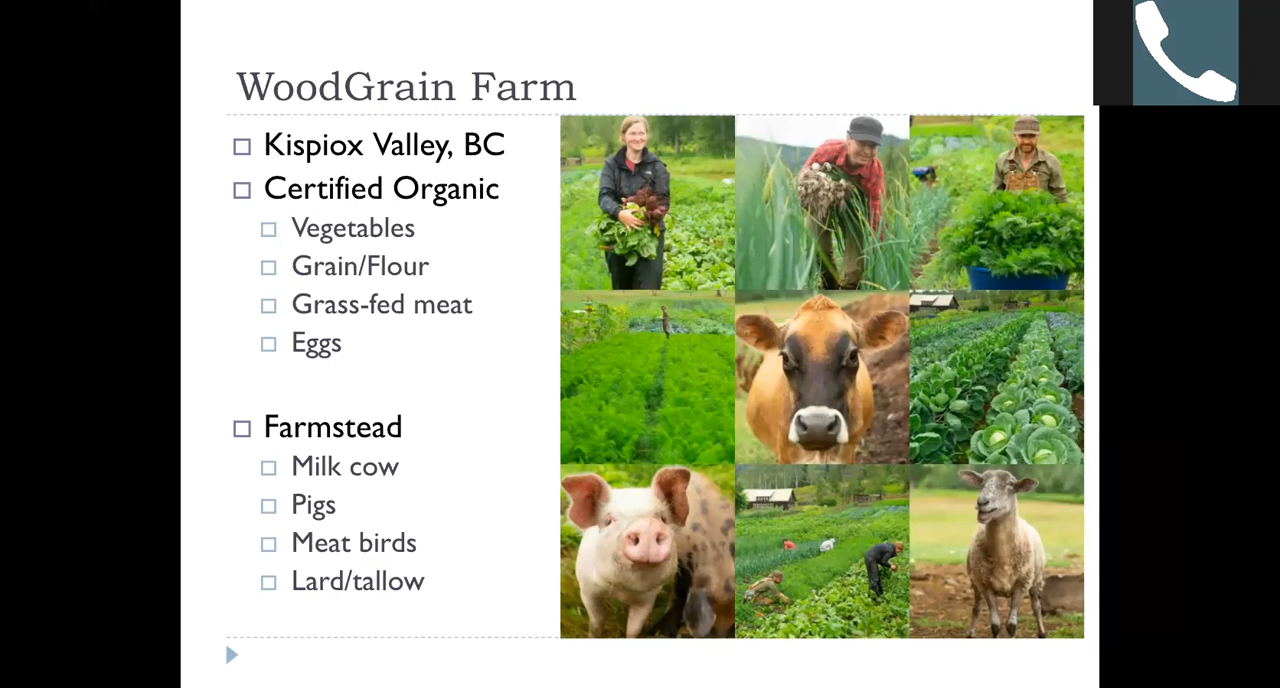 WoodGrain Farm
Kispiox Valley, BC
Certified Organic
Vegetables
Grain/Flour
Grass-fed meat
Eggs
Farmstead
Milk cow
Pigs
Meat birds
Lard/tallow